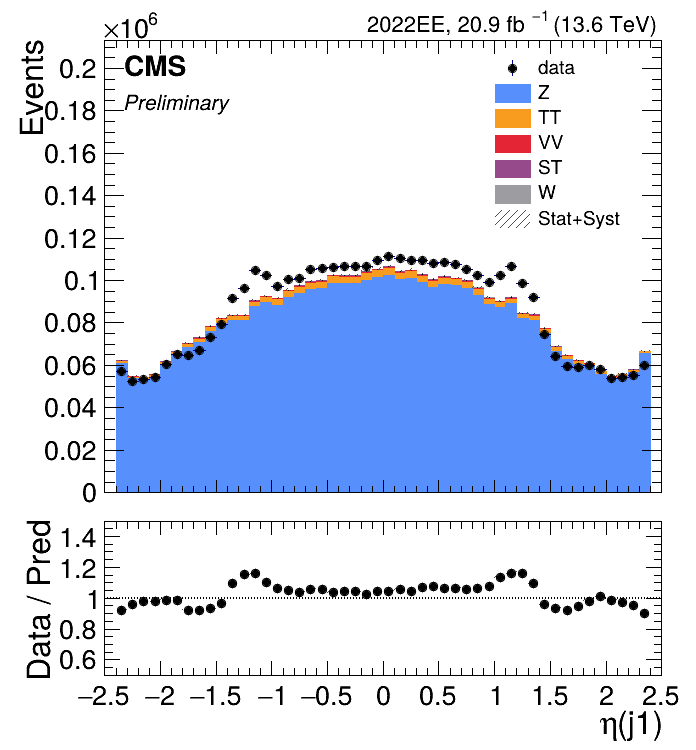 ×10⁶
2022EE, 20.9 fb ⁻¹ (13.6 TeV)
Events
CMS
Preliminary
data
Z
TT
VV
ST
W
Stat+Syst
0.2
0.18
0.16
0.14
0.12
0.1
0.08
0.06
0.04
0.02
0
Data / Pred
1.4
1.2
1
0.8
0.6
−2.5 −2 −1.5 −1 −0.5 0 0.5 1 1.5 2 2.5
η(j1)